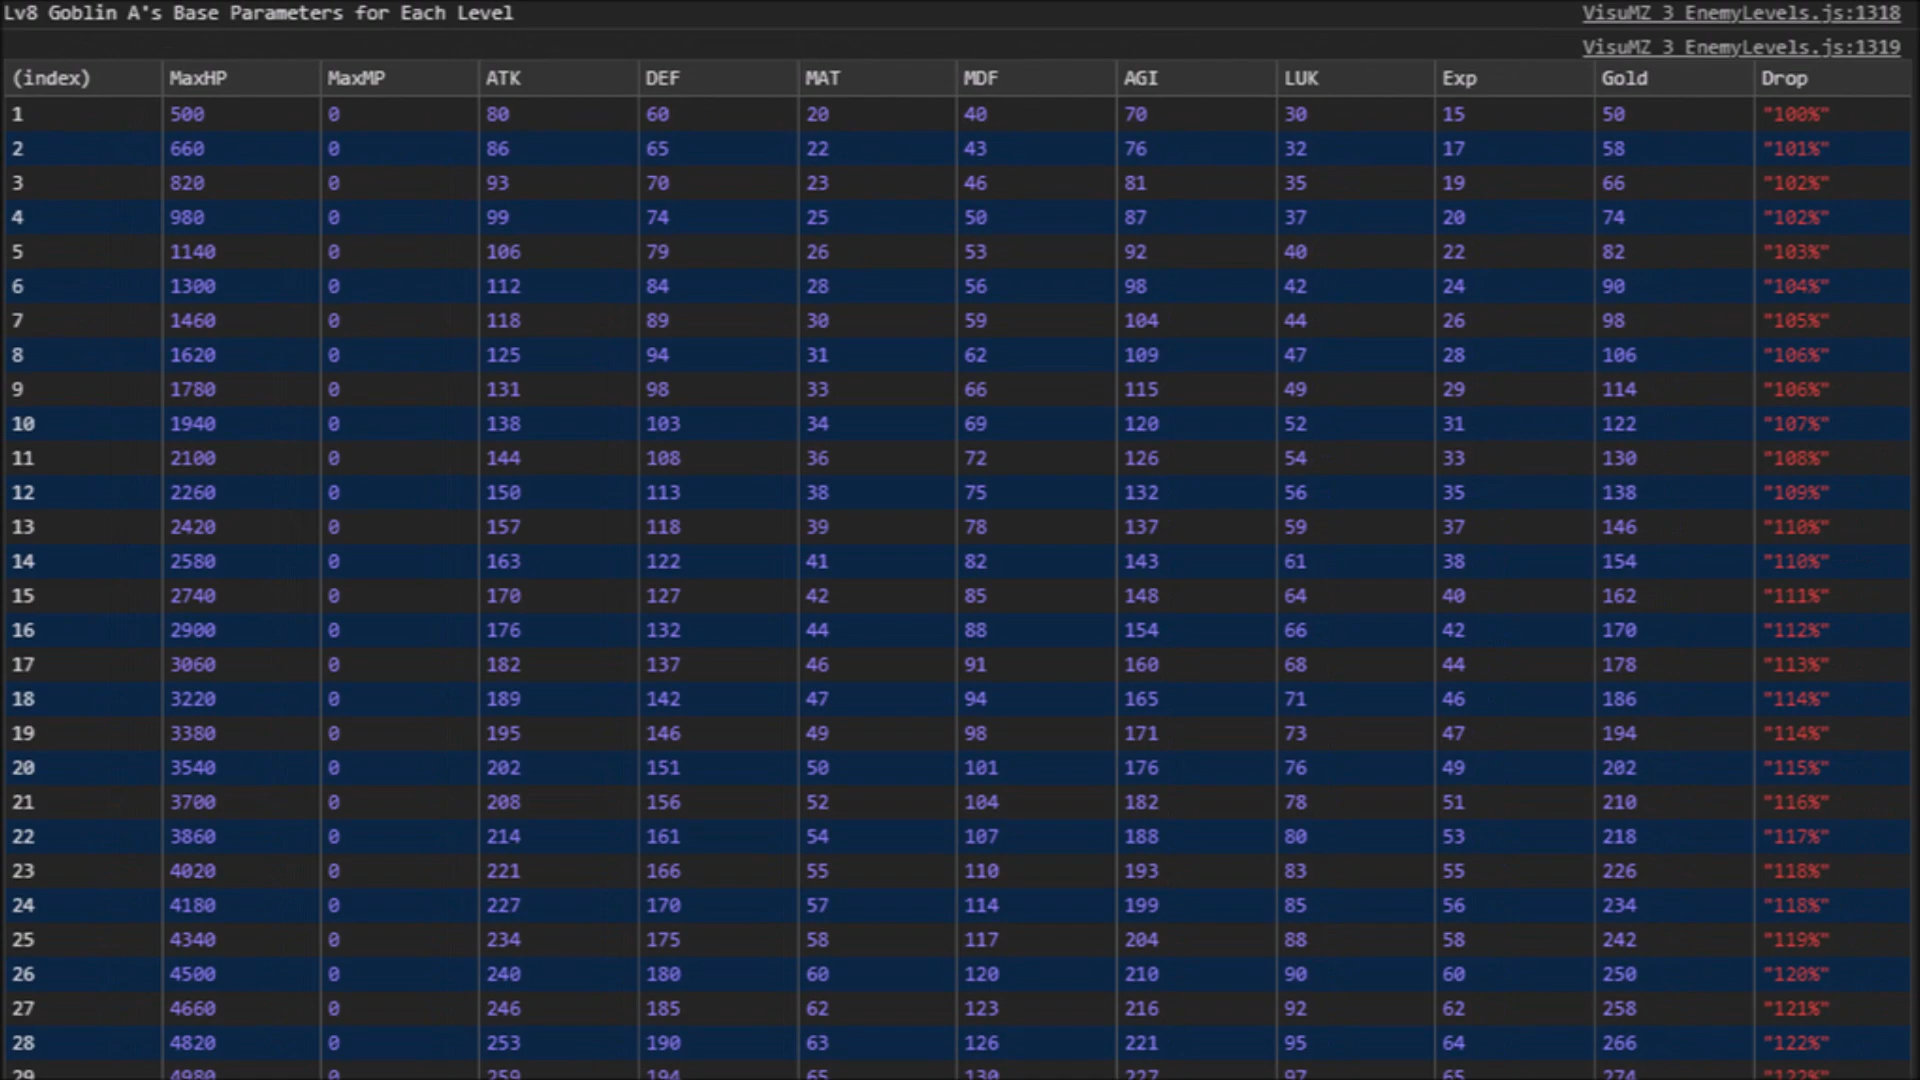 Lv8 Goblin A's Base Parameters for Each Level VisuMZ_3_EnemyLevels.js:1318
VisuMZ_3_EnemyLevels.js:1319
(index) MaxHP MaxMP ATK DEF MAT MDF AGI LUK Exp Gold Drop
1 500 0 80 60 20 40 70 30 15 50 "100%"
2 660 0 86 65 22 43 76 32 17 58 "101%"
3 820 0 93 70 23 46 81 35 19 66 "102%"
4 980 0 99 74 25 50 87 37 20 74 "102%"
5 1140 0 106 79 26 53 92 40 22 82 "103%"
6 1300 0 112 84 28 56 98 42 24 90 "104%"
7 1460 0 118 89 30 59 104 44 26 98 "105%"
8 1620 0 125 94 31 62 109 47 28 106 "106%"
9 1780 0 131 98 33 66 115 49 29 114 "106%"
10 1940 0 138 103 34 69 120 52 31 122 "107%"
11 2100 0 144 108 36 72 126 54 33 130 "108%"
12 2260 0 150 113 38 75 132 56 35 138 "109%"
13 2420 0 157 118 39 78 137 59 37 146 "110%"
14 2580 0 163 122 41 82 143 61 38 154 "110%"
15 2740 0 170 127 42 85 148 64 40 162 "111%"
16 2900 0 176 132 44 88 154 66 42 170 "112%"
17 3060 0 182 137 46 91 160 68 44 178 "113%"
18 3220 0 189 142 47 94 165 71 46 186 "114%"
19 3380 0 195 146 49 98 171 73 47 194 "114%"
20 3540 0 202 151 50 101 176 76 49 202 "115%"
21 3700 0 208 156 52 104 182 78 51 210 "116%"
22 3860 0 214 161 54 107 188 80 53 218 "117%"
23 4020 0 221 166 55 110 193 83 55 226 "118%"
24 4180 0 227 170 57 114 199 85 56 234 "118%"
25 4340 0 234 175 58 117 204 88 58 242 "119%"
26 4500 0 240 180 60 120 210 90 60 250 "120%"
27 4660 0 246 185 62 123 216 92 62 258 "121%"
28 4820 0 253 190 63 126 221 95 64 266 "122%"
29 4980 0 259 194 65 130 227 97 65 274 "122%"